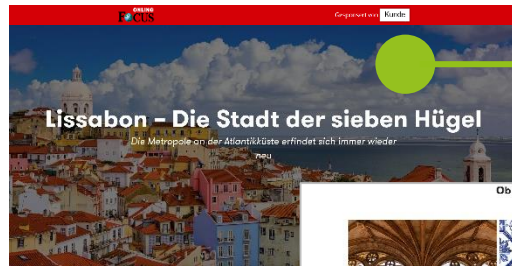 ONLINE
FOCUS
Gesponsert von Kunde
Lissabon – Die Stadt der sieben Hügel
Die Metropole an der Atlantikküste erfindet sich immer wieder
neu
Ob